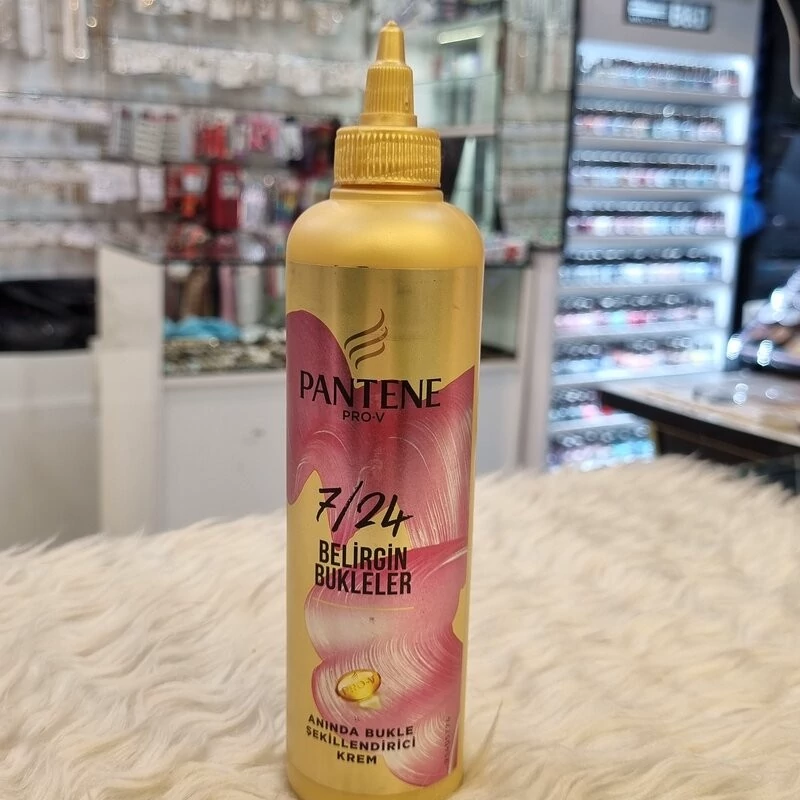 PANTENE
PRO-V
7/24
BELİRGİN
BUKLELER
ANINDA BUKLE
ŞEKİLLENDİRİCİ
KREM